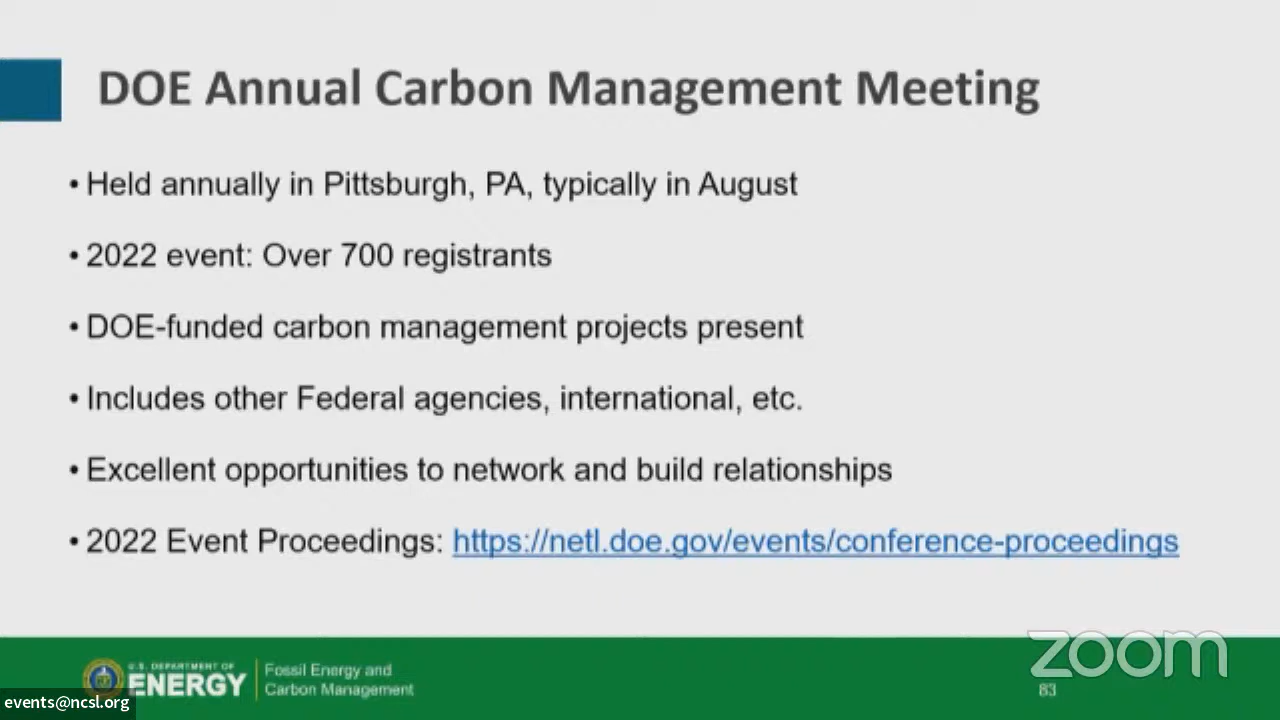 DOE Annual Carbon Management Meeting
• Held annually in Pittsburgh, PA, typically in August
• 2022 event: Over 700 registrants
• DOE-funded carbon management projects present
• Includes other Federal agencies, international, etc.
• Excellent opportunities to network and build relationships
• 2022 Event Proceedings: https://netl.doe.gov/events/conference-proceedings
zoom
U.S. DEPARTMENT OF
ENERGY
Fossil Energy and
Carbon Management
83
events@ncsl.org